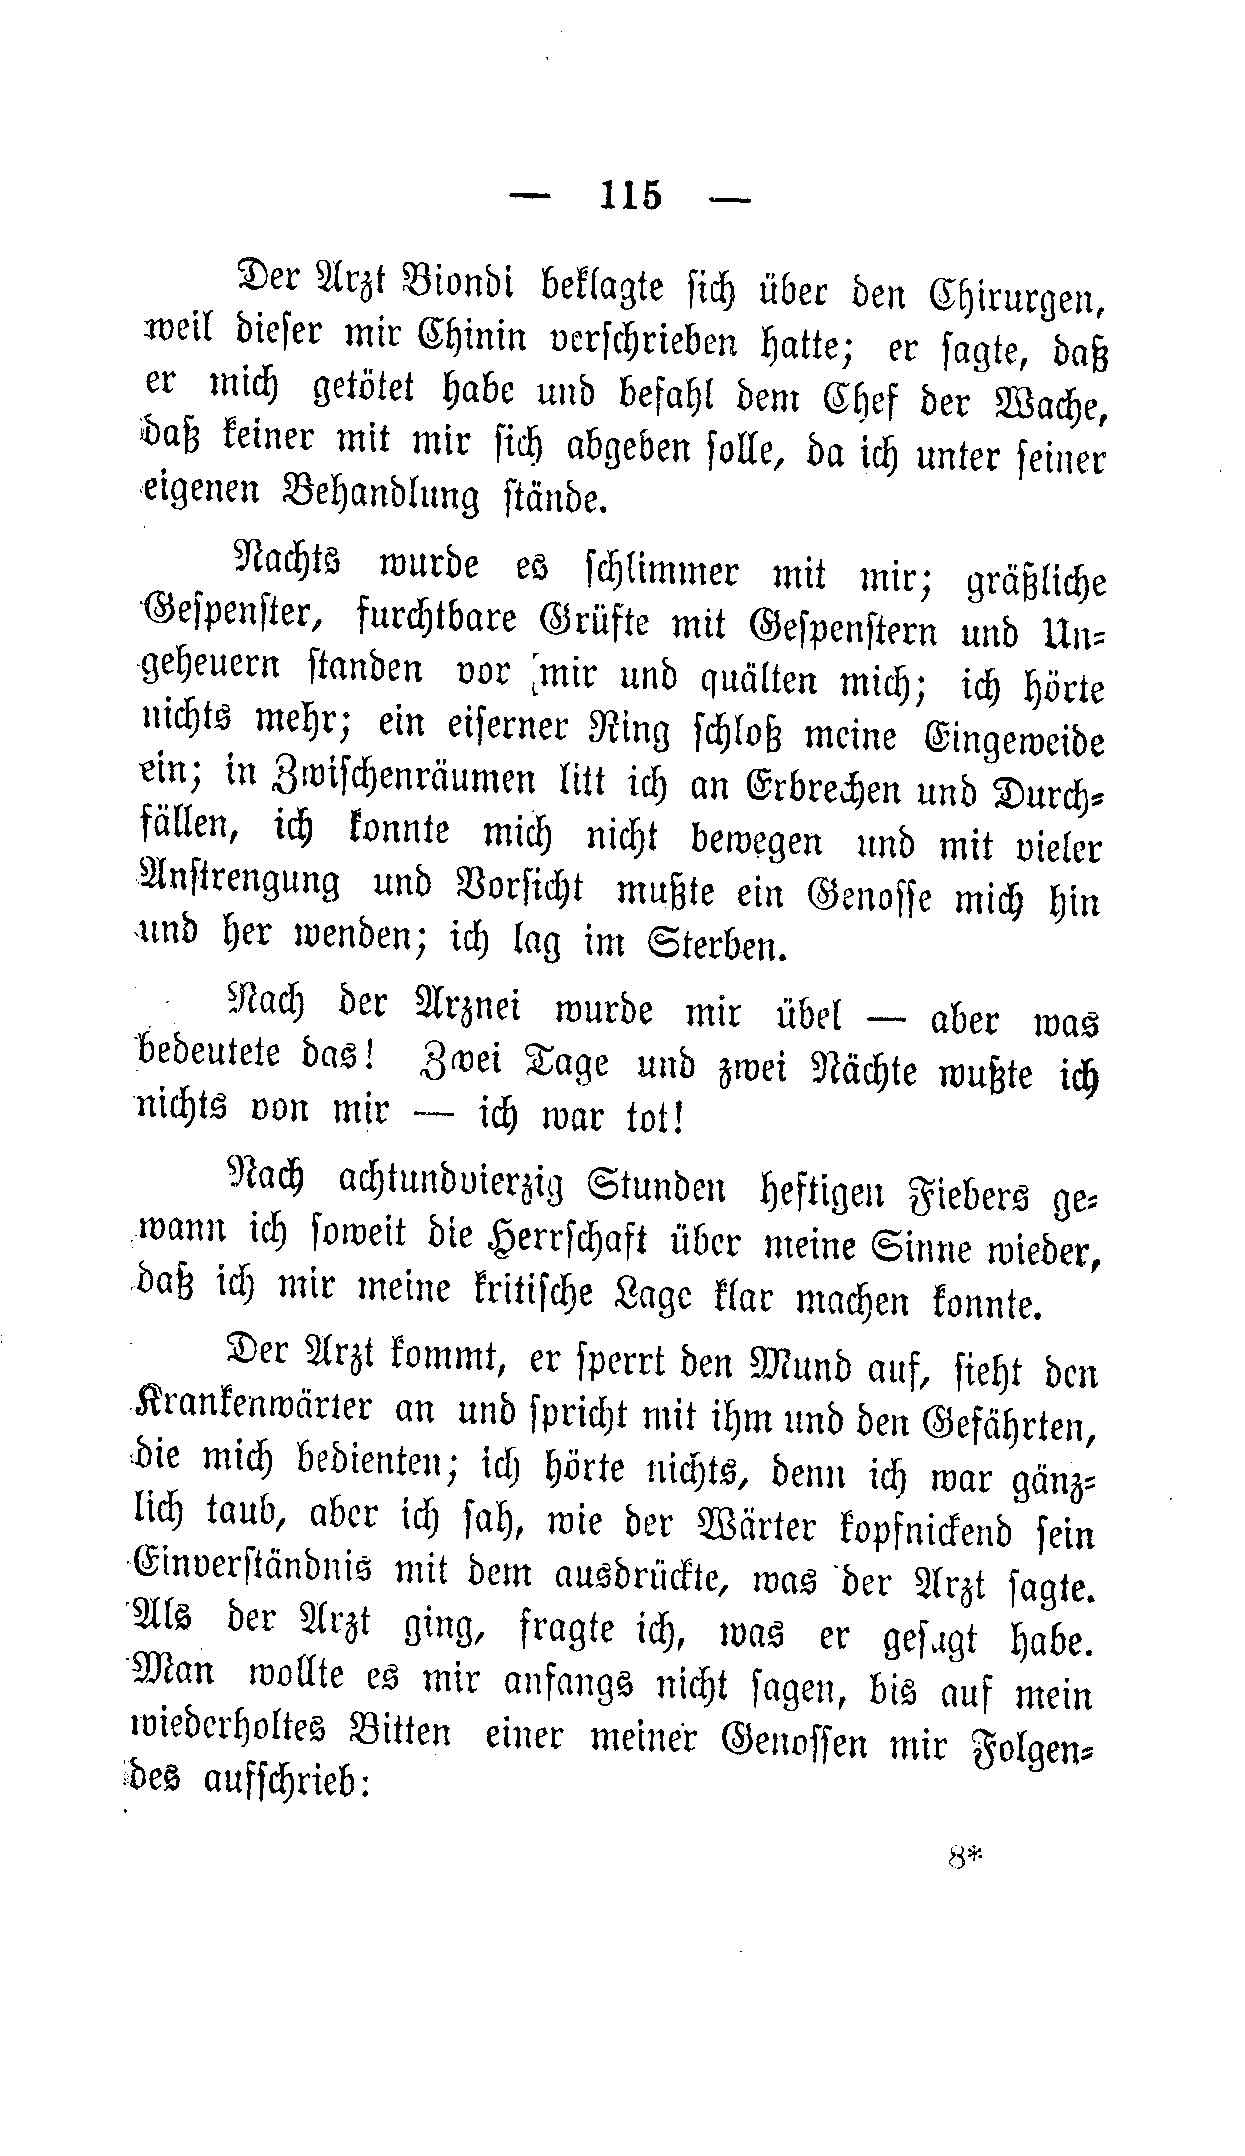 — 115 —
Der Arzt Biondi beklagte sich über den Chirurgen,
weil dieser mir Chinin verschrieben hatte; er sagte, daß
er mich getötet habe und befahl dem Chef der Wache,
daß keiner mit mir sich abgeben solle, da ich unter seiner
eigenen Behandlung stände.
Nachts wurde es schlimmer mit mir; gräßliche
Gespenster, furchtbare Grüfte mit Gespenstern und Un-
geheuern standen vor mir und quälten mich; ich hörte
nichts mehr; ein eiserner Ring schloß meine Eingeweide
ein; in Zwischenräumen litt ich an Erbrechen und Durch-
fällen, ich konnte mich nicht bewegen und mit vieler
Anstrengung und Vorsicht mußte ein Genosse mich hin
und her wenden; ich lag im Sterben.
Nach der Arznei wurde mir übel — aber was
bedeutete das! Zwei Tage und zwei Nächte wußte ich
nichts von mir — ich war tot!
Nach achtundvierzig Stunden heftigen Fiebers ge-
wann ich soweit die Herrschaft über meine Sinne wieder,
daß ich mir meine kritische Lage klar machen konnte.
Der Arzt kommt, er sperrt den Mund auf, sieht den
Krankenwärter an und spricht mit ihm und den Gefährten,
die mich bedienten; ich hörte nichts, denn ich war gänz-
lich taub, aber ich sah, wie der Wärter kopfnickend sein
Einverständnis mit dem ausdrückte, was der Arzt sagte.
Als der Arzt ging, fragte ich, was er gesagt habe.
Man wollte es mir anfangs nicht sagen, bis auf mein
wiederholtes Bitten einer meiner Genossen mir Folgen-
des aufschrieb:
8*